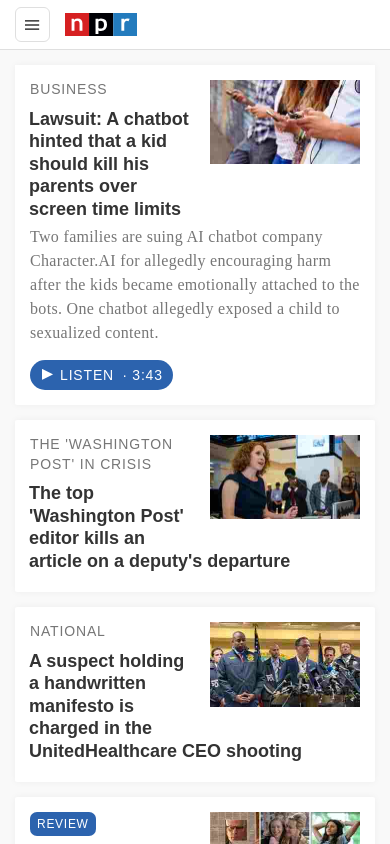 npr
BUSINESS
Lawsuit: A chatbot
hinted that a kid
should kill his
parents over
screen time limits
Two families are suing AI chatbot company
Character.AI for allegedly encouraging harm
after the kids became emotionally attached to the
bots. One chatbot allegedly exposed a child to
sexualized content.
LISTEN · 3:43
THE 'WASHINGTON
POST' IN CRISIS
The top
'Washington Post'
editor kills an
article on a deputy's departure
NATIONAL
A suspect holding
a handwritten
manifesto is
charged in the
UnitedHealthcare CEO shooting
REVIEW